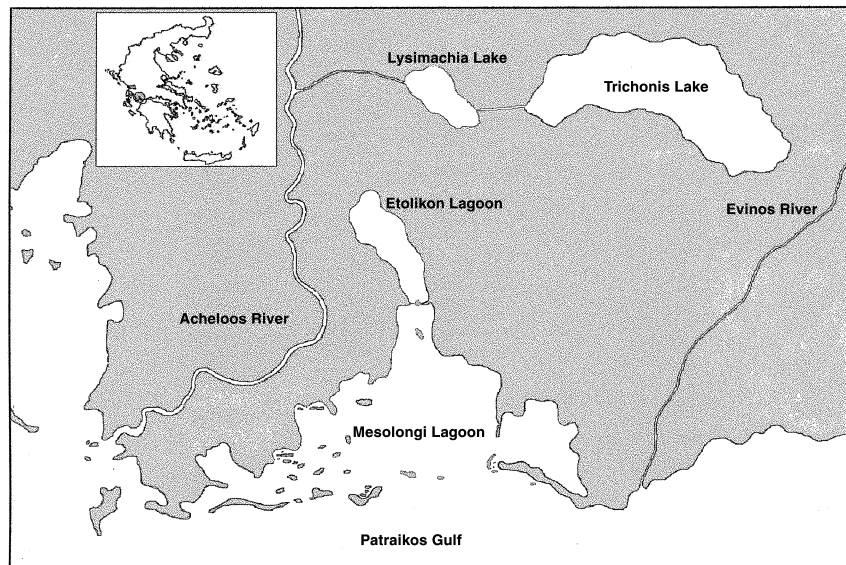 Lysimachia Lake
Trichonis Lake
Etolikon Lagoon
Evinos River
Acheloos River
Mesolongi Lagoon
Patraikos Gulf